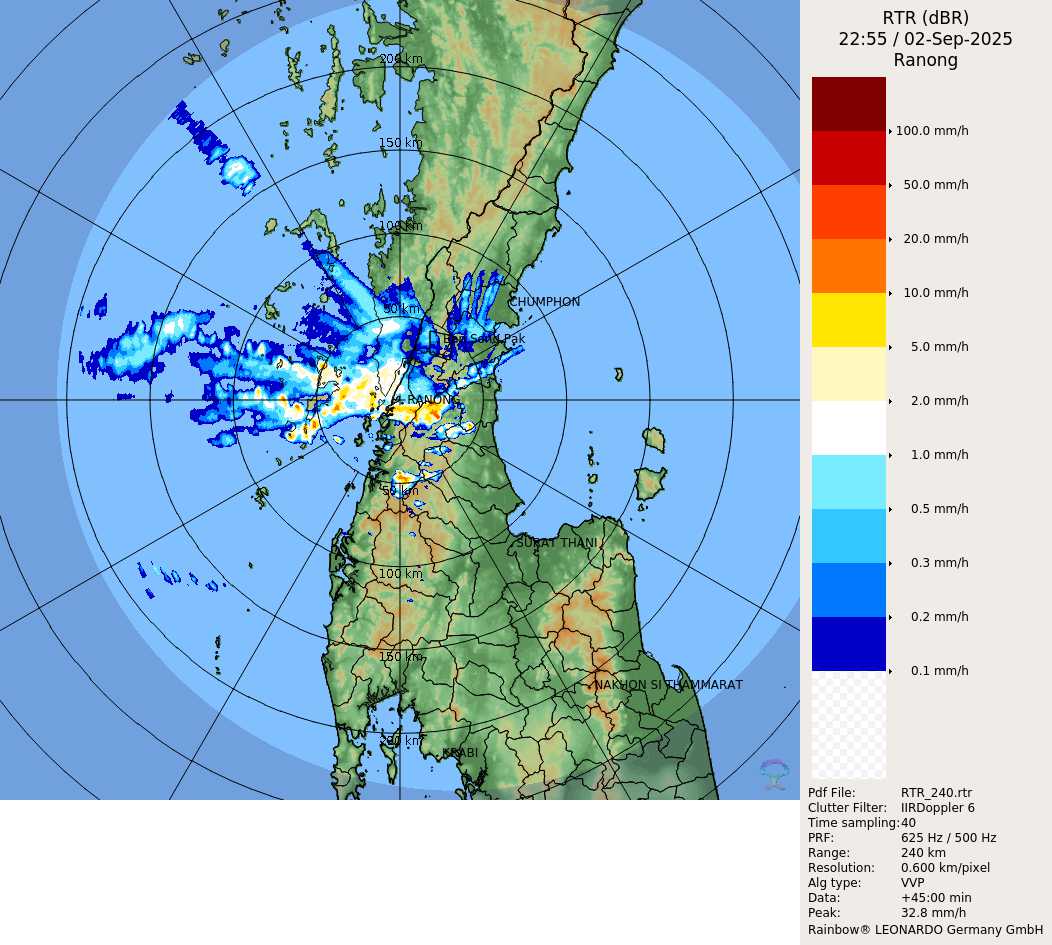 RTR (dBR)
22:55 / 02-Sep-2025
Ranong
200 km
150 km
100 km
50 km
CHUMPHON
RANONG
50 km
SURAT THANI
100 km
150 km
NAKHON SI THAMMARAT
200 km
KRABI
100.0 mm/h
50.0 mm/h
20.0 mm/h
10.0 mm/h
5.0 mm/h
2.0 mm/h
1.0 mm/h
0.5 mm/h
0.3 mm/h
0.2 mm/h
0.1 mm/h
Pdf File: RTR_240.rtr
Clutter Filter: IIRDoppler 6
Time sampling: 40
PRF: 625 Hz / 500 Hz
Range: 240 km
Resolution: 0.600 km/pixel
Alg type: VVP
Data: +45:00 min
Peak: 32.8 mm/h
Rainbow® LEONARDO Germany GmbH